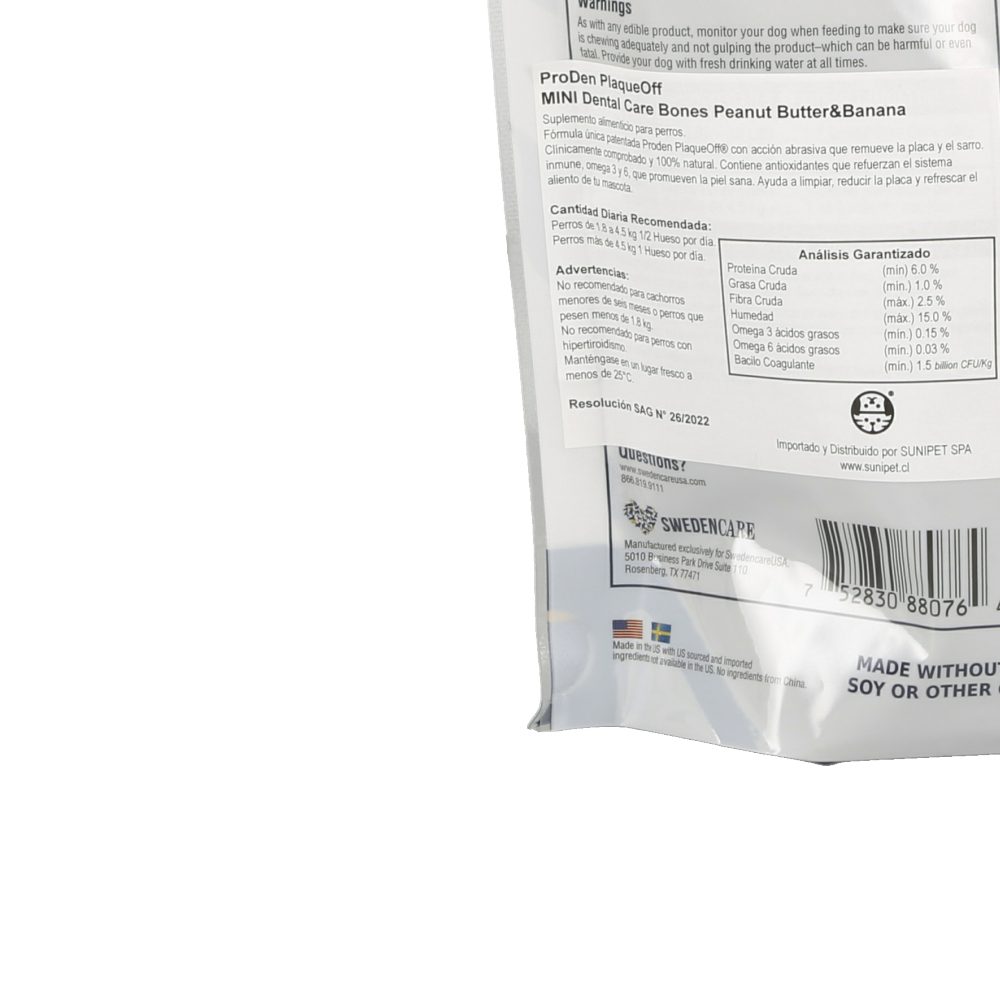 Warnings
As with any edible product, monitor your dog when feeding to make sure your dog
is chewing adequately and not gulping the product–which can be harmful or even
fatal. Provide your dog with fresh drinking water at all times.
ProDen PlaqueOff
MINI Dental Care Bones Peanut Butter&Banana
Suplemento alimenticio para perros.
Fórmula única patentada Proden PlaqueOff® con acción abrasiva que remueve la placa y el sarro.
Clinicamente comprobado y 100% natural. Contiene antioxidantes que refuerzan el sistema
inmune, omega 3 y 6, que promueven la piel sana. Ayuda a limpiar, reducir la placa y refrescar el
aliento de tu mascota.
Cantidad Diaria Recomendada:
Perros de 1.8 a 4.5 kg 1/2 Hueso por día.
Perros más de 4.5 kg 1 Hueso por día.
Advertencias:
No recomendado para cachorros
menores de seis meses o perros que
pesen menos de 1.8 kg.
No recomendado para perros con
hipertiroidismo.
Manténgase en un lugar fresco a
menos de 25°C.
Resolución SAG N° 26/2022
Análisis Garantizado
Proteina Cruda (min) 6.0 %
Grasa Cruda (min.) 1.0 %
Fibra Cruda (máx.) 2.5 %
Humedad (máx.) 15.0 %
Omega 3 ácidos grasos (min.) 0.15 %
Omega 6 ácidos grasos (min.) 0.03 %
Bacilo Coagulante (min.) 1.5 billion CFU/Kg
®
Importado y Distribuido por SUNIPET SPA
www.sunipet.cl
Questions?
www.swedencareusa.com
866.819.9111
SWEDENCARE
Manufactured exclusively for SwedencareUSA,
5010 Business Park Drive Suite 110
Rosenberg, TX 77471
7 52830 88076
Made in the US with US sourced and imported
ingredients not available in the US. No ingredients from China.
MADE WITHOU
SOY OR OTHER